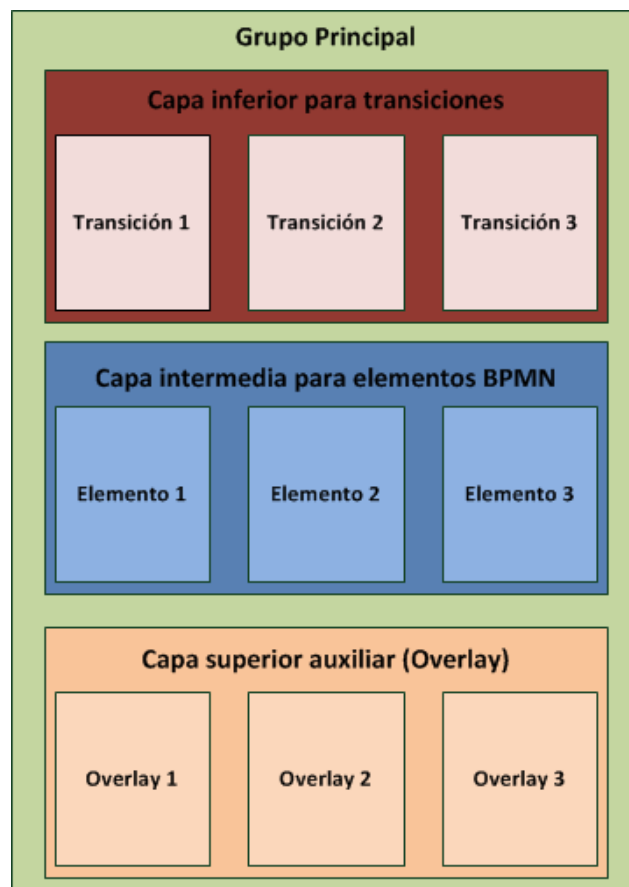 Grupo Principal
Capa inferior para transiciones
Transición 1
Transición 2
Transición 3
Capa intermedia para elementos BPMN
Elemento 1
Elemento 2
Elemento 3
Capa superior auxiliar (Overlay)
Overlay 1
Overlay 2
Overlay 3